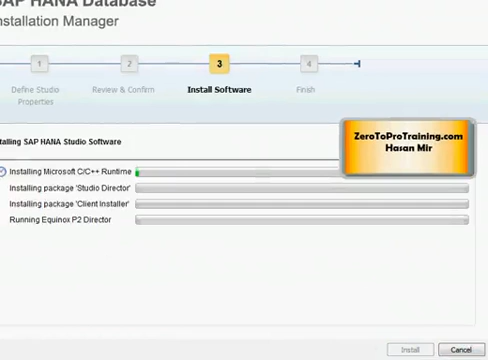 SAP HANA Database
Installation Manager
1
2
3
4
Define Studio
Properties
Review & Confirm
Install Software
Finish
alling SAP HANA Studio Software
ZeroToProTraining.com
Hasan Mir
Installing Microsoft C/C++ Runtime
Installing package 'Studio Director'
Installing package 'Client Installer'
Running Equinox P2 Director
Install
Cancel